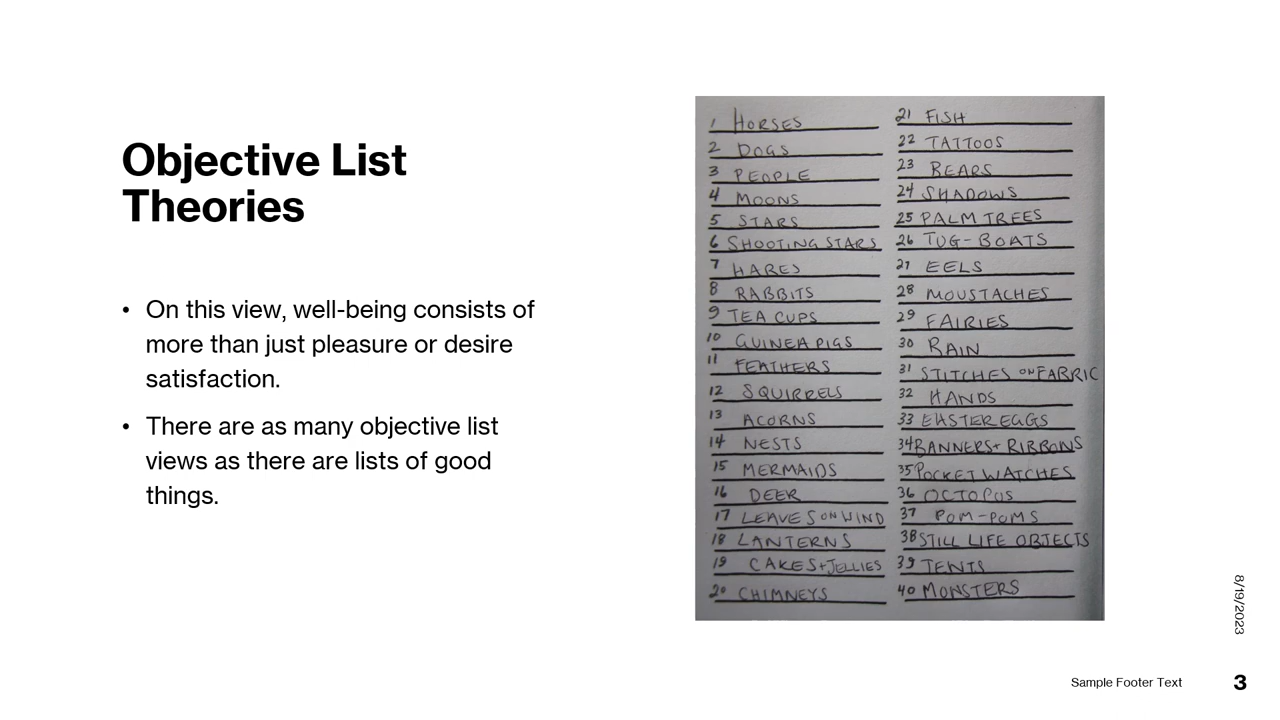 Objective List
Theories
• On this view, well-being consists of
more than just pleasure or desire
satisfaction.
• There are as many objective list
views as there are lists of good
things.
1 HORSES
2 DOGS
3 PEOPLE
4 MOONS
5 STARS
6 SHOOTING STARS
7 HARES
8 RABBITS
9 TEA CUPS
10 GUINEA PIGS
11 FEATHERS
12 SQUIRRELS
13 ACORNS
14 NESTS
15 MERMAIDS
16 DEER
17 LEAVES ON WIND
18 LANTERNS
19 CAKES+JELLIES
20 CHIMNEYS
21 FISH
22 TATTOOS
23 BEARS
24 SHADOWS
25 PALM TREES
26 TUG-BOATS
27 EELS
28 MOUSTACHES
29 FAIRIES
30 RAIN
31 STITCHES ON FABRIC
32 HANDS
33 EASTER EGGS
34 BANNERS+ RIBBONS
35 POCKET WATCHES
36 OCTOPUS
37 POM-POMS
38 STILL LIFE OBJECTS
39 TENTS
40 MONSTERS
8/19/2023
Sample Footer Text
3